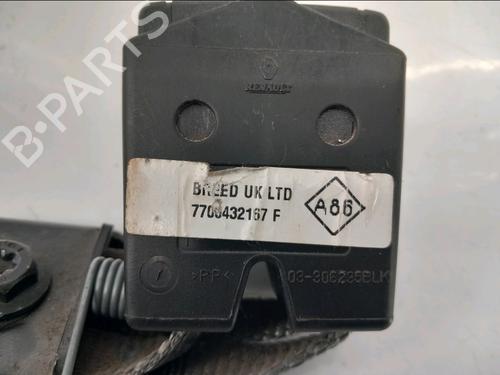 B-PARTS
RENAULT
BREED UK LTD
7700432167 F
A86
>PP<
03-306235BLK